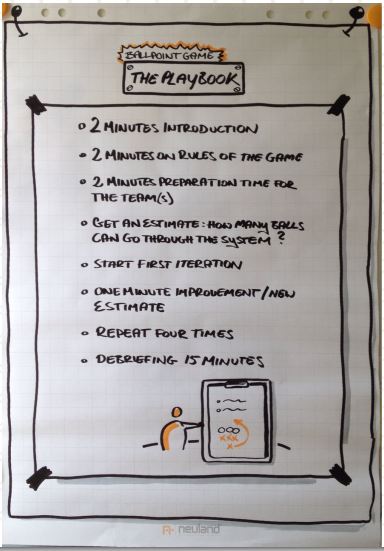 BALLPOINT GAME
THE PLAYBOOK
2 MINUTES INTRODUCTION
2 MINUTES ON RULES OF THE GAME
2 MINUTES PREPARATION TIME FOR
THE TEAM(S)
GET AN ESTIMATE: HOW MANY BALLS
CAN GO THROUGH THE SYSTEM?
START FIRST ITERATION
ONE MINUTE IMPROVEMENT/NEW
ESTIMATE
REPEAT FOUR TIMES
DEBRIEFING 15 MINUTES
neuland